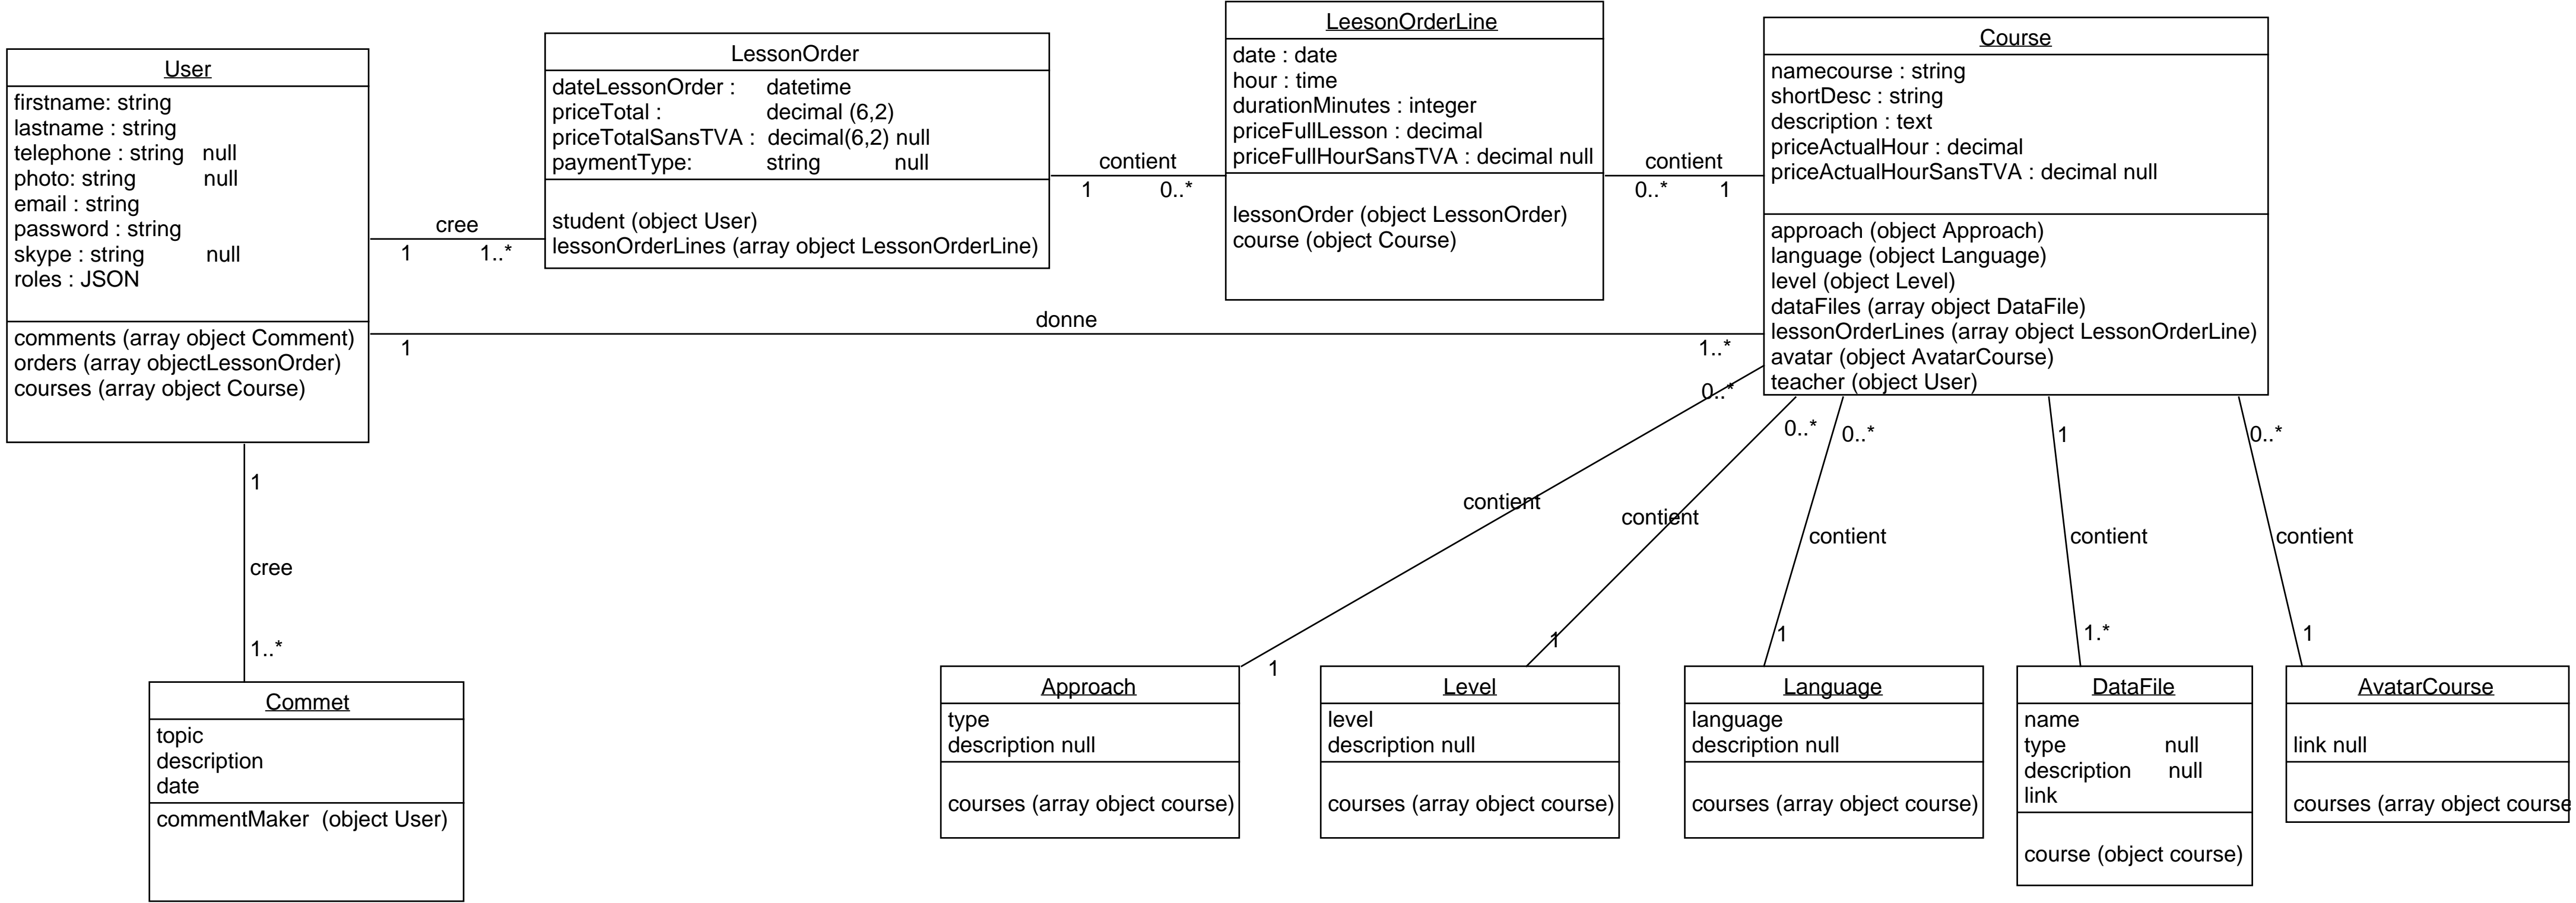 User
firstname: string
lastname : string
telephone : string null
photo: string null
email : string
password : string
skype : string null
roles : JSON
comments (array object Comment)
orders (array objectLessonOrder)
courses (array object Course)
cree
1 1..*
LessonOrder
dateLessonOrder : datetime
priceTotal : decimal (6,2)
priceTotalSansTVA : decimal(6,2) null
paymentType: string null
student (object User)
lessonOrderLines (array object LessonOrderLine)
contient
1 0..*
LeesonOrderLine
date : date
hour : time
durationMinutes : integer
priceFullLesson : decimal
priceFullHourSansTVA : decimal null
lessonOrder (object LessonOrder)
course (object Course)
contient
0..* 1
Course
namecourse : string
shortDesc : string
description : text
priceActualHour : decimal
priceActualHourSansTVA : decimal null
approach (object Approach)
language (object Language)
level (object Level)
dataFiles (array object DataFile)
lessonOrderLines (array object LessonOrderLine)
avatar (object AvatarCourse)
teacher (object User)
donne
1 1..*
0..*
0..*
0..*
1
0..*
1
cree
1..*
contient
contient
contient
contient
contient
1
1
1
1.*
1
Commet
topic
description
date
commentMaker (object User)
Approach
type
description null
courses (array object course)
Level
level
description null
courses (array object course)
Language
language
description null
courses (array object course)
DataFile
name
type null
description null
link
course (object course)
AvatarCourse
link null
courses (array object course